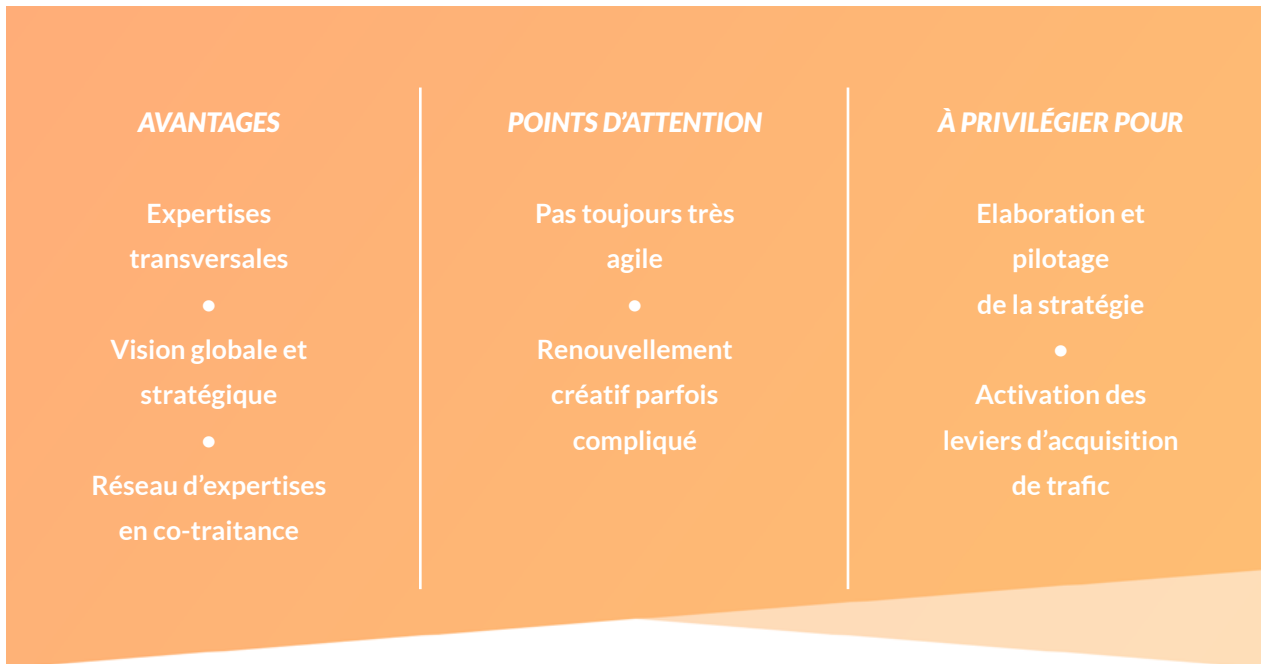 AVANTAGES
Expertises
transversales
•
Vision globale et
stratégique
•
Réseau d’expertises
en co-traitance
POINTS D’ATTENTION
Pas toujours très
agile
•
Renouvellement
créatif parfois
compliqué
À PRIVILÉGIER POUR
Elaboration et
pilotage
de la stratégie
•
Activation des
leviers d’acquisition
de trafic